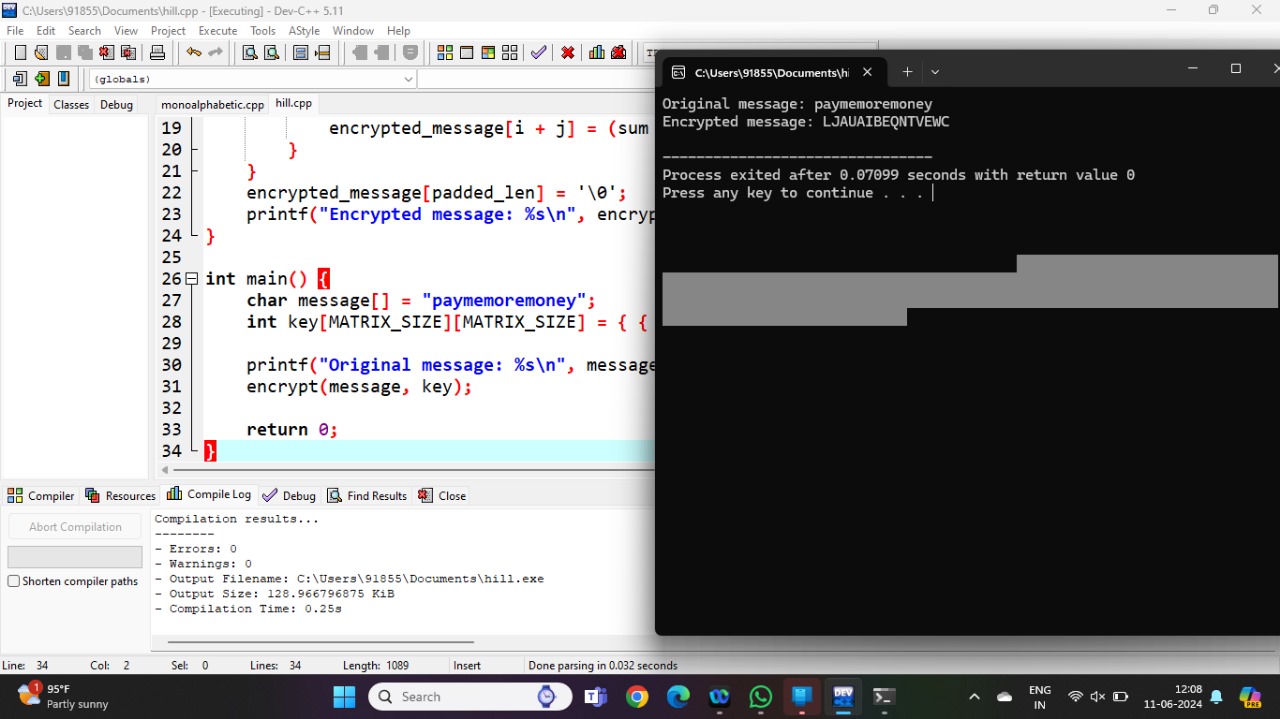 C:\Users\91855\Documents\hill.cpp - [Executing] - Dev-C++ 5.11
File Edit Search View Project Execute Tools AStyle Window Help
(globals)
Project Classes Debug
monoalphabetic.cpp hill.cpp
19 encrypted_message[i + j] = (sum
20 }
21 }
22 encrypted_message[padded_len] = '\0';
23 printf("Encrypted message: %s\n", encryp
24 }
25
26 int main() {
27 char message[] = "paymemoremoney";
28 int key[MATRIX_SIZE][MATRIX_SIZE] = { {
29
30 printf("Original message: %s\n", message
31 encrypt(message, key);
32
33 return 0;
34 }
C:\Users\91855\Documents\hi
Original message: paymemoremoney
Encrypted message: LJAUAIBEQNTVEWC
--------------------------------
Process exited after 0.07099 seconds with return value 0
Press any key to continue . . .
Compiler Resources Compile Log Debug Find Results Close
Abort Compilation
Shorten compiler paths
Compilation results...
--------
- Errors: 0
- Warnings: 0
- Output Filename: C:\Users\91855\Documents\hill.exe
- Output Size: 128.966796875 KiB
- Compilation Time: 0.25s
Line: 34 Col: 2 Sel: 0 Lines: 34 Length: 1089 Insert Done parsing in 0.032 seconds
1
95°F
Partly sunny
Search
DEV
ENG
IN
12:08
11-06-2024
PRE